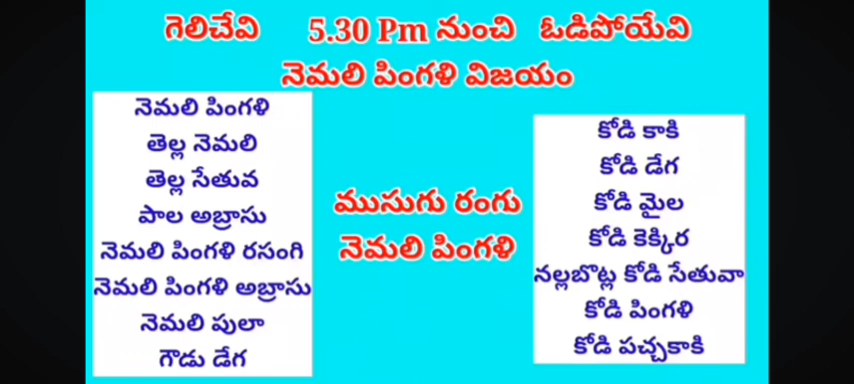 గెలిచేవి 5.30 Pm నుంచి ఓడిపోయేవి
నెమలి పింగళి విజయం
నెమలి పింగళి
తెల్ల నెమలి
తెల్ల సేతువ
పాల అబ్రాసు
నెమలి పింగళి రసంగి
నెమలి పింగళి అబ్రాసు
నెమలి పులా
గౌడు డేగ
ముసుగు రంగు
నెమలి పింగళి
కోడి కాకి
కోడి డేగ
కోడి మైల
కోడి కెక్కిర
నల్లబొట్ల కోడి సేతువా
కోడి పింగళి
కోడి పచ్చకాకి